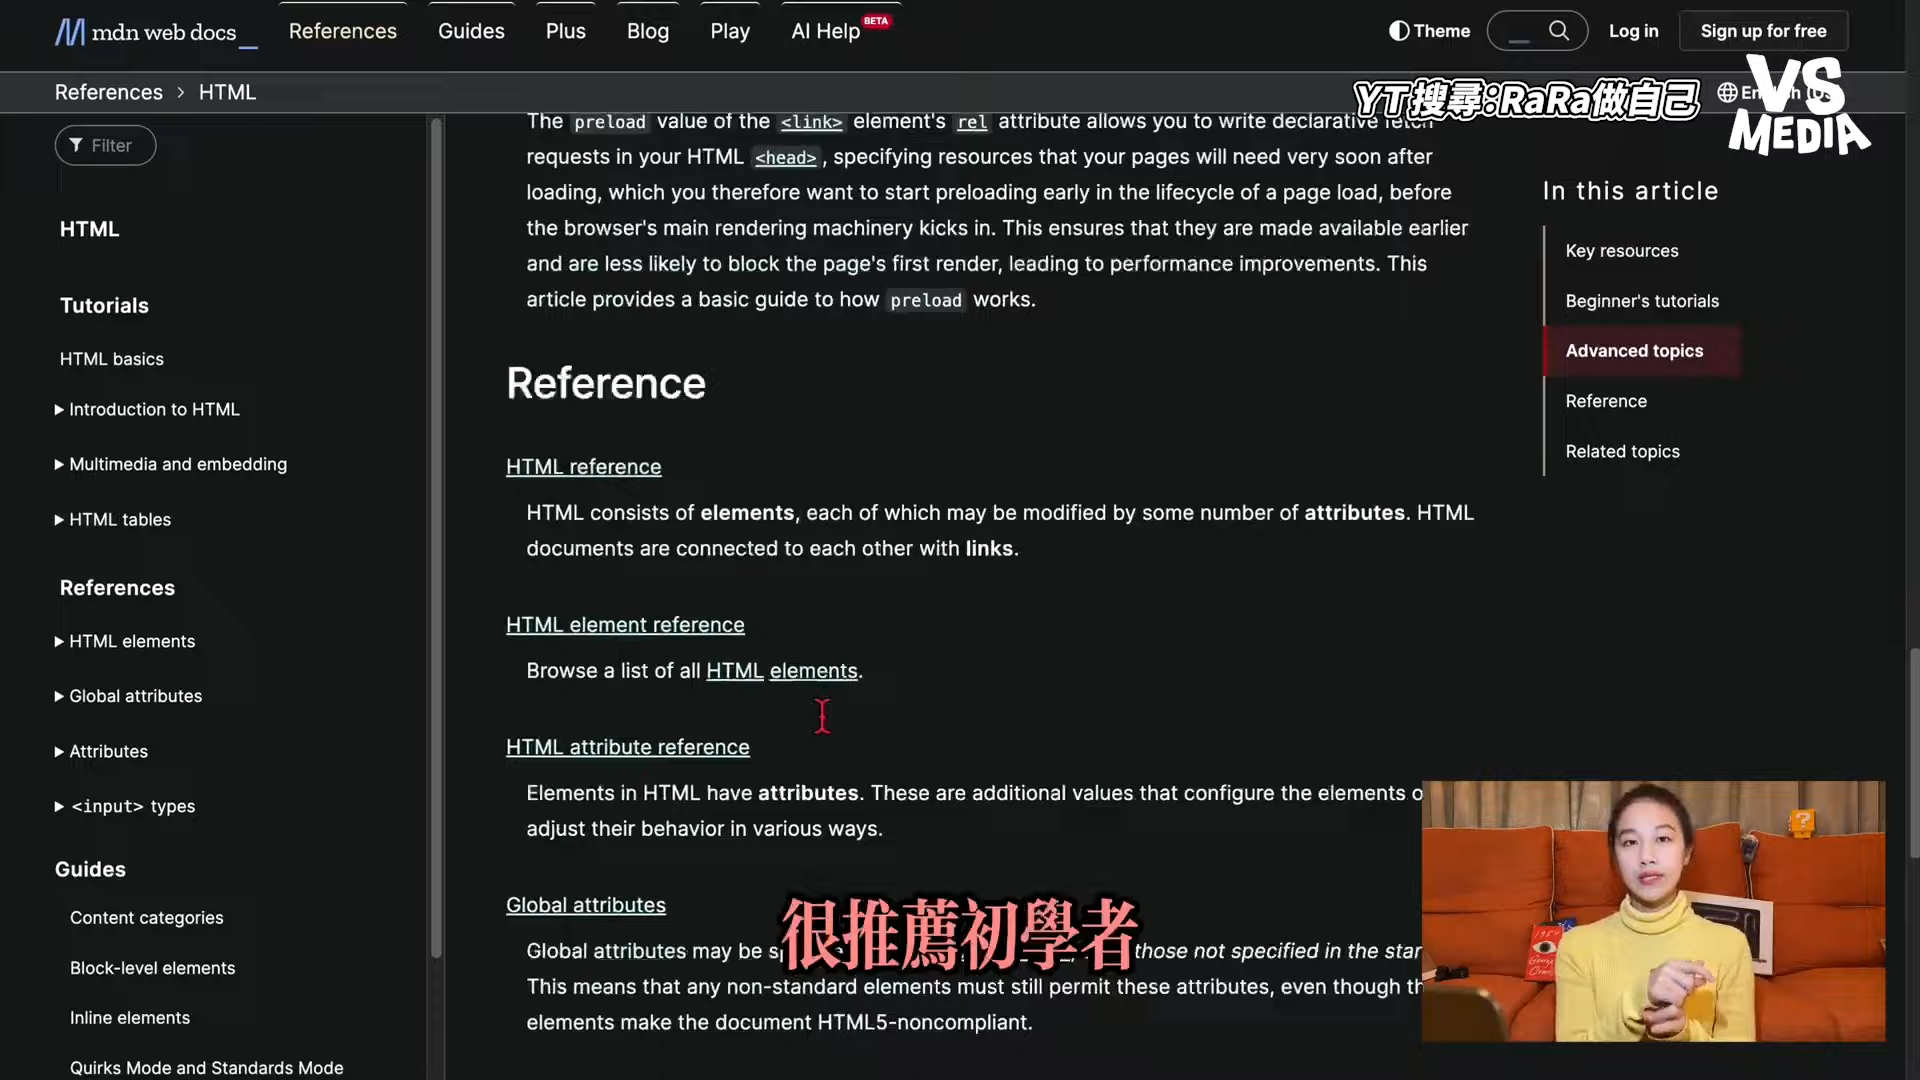 mdn web docs_
References
Guides
Plus
Blog
Play
AI Help BETA
Theme
Log in
Sign up for free
References > HTML
YT搜尋:RaRa做自己
VS
MEDIA
Filter
HTML
Tutorials
HTML basics
Introduction to HTML
Multimedia and embedding
HTML tables
References
HTML elements
Global attributes
Attributes
<input> types
Guides
Content categories
Block-level elements
Inline elements
Quirks Mode and Standards Mode
The preload value of the <link> element's rel attribute allows you to write declarative fetch
requests in your HTML <head>, specifying resources that your pages will need very soon after
loading, which you therefore want to start preloading early in the lifecycle of a page load, before
the browser's main rendering machinery kicks in. This ensures that they are made available earlier
and are less likely to block the page's first render, leading to performance improvements. This
article provides a basic guide to how preload works.
Reference
HTML reference
HTML consists of elements, each of which may be modified by some number of attributes. HTML
documents are connected to each other with links.
HTML element reference
Browse a list of all HTML elements.
HTML attribute reference
Elements in HTML have attributes. These are additional values that configure the elements o
adjust their behavior in various ways.
Global attributes
Global attributes may be s those not specified in the star
This means that any non-standard elements must still permit these attributes, even though th
elements make the document HTML5-noncompliant.
In this article
Key resources
Beginner's tutorials
Advanced topics
Reference
Related topics
很推薦初學者
1984
George